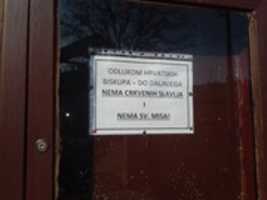 ODLUKOM HRVATSKIH
BISKUPA - DO DALJNJEGA
NEMA CRKVENIH SLAVLJA
I
NEMA SV. MISA!